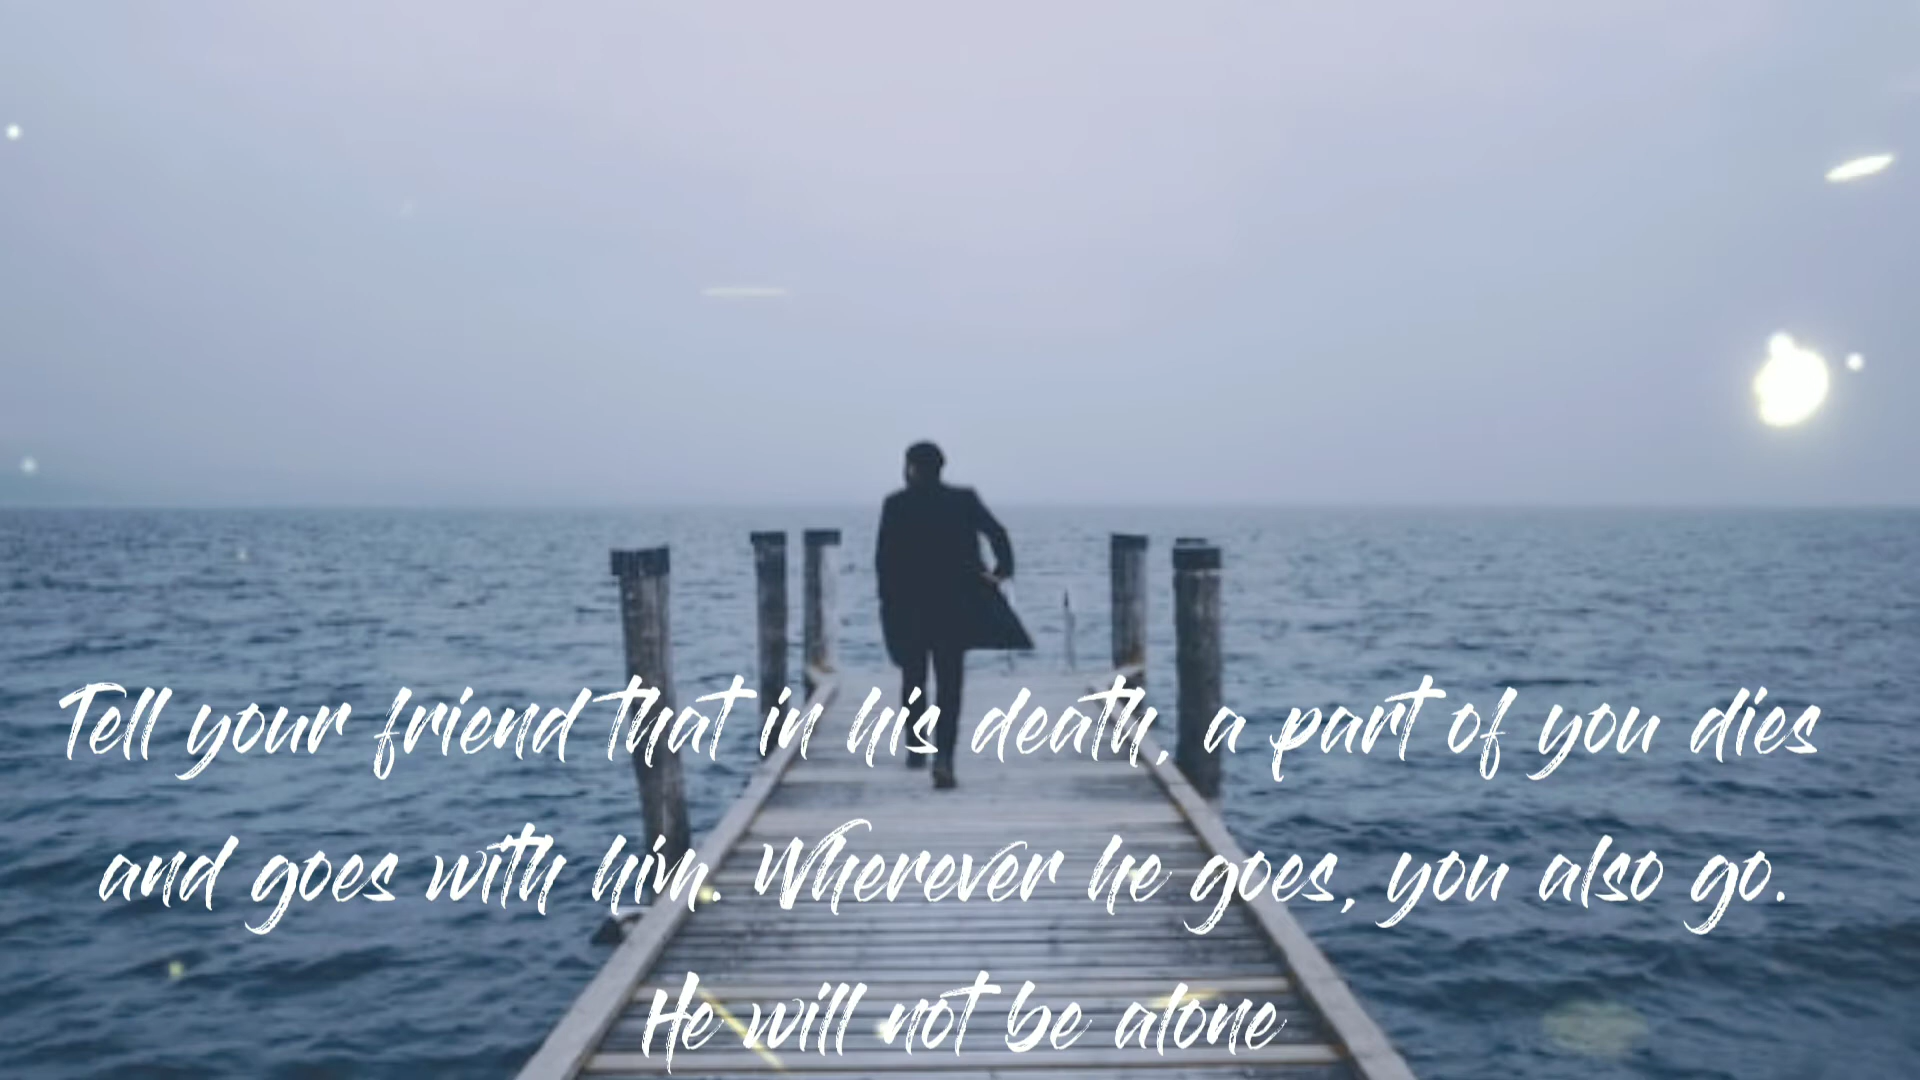 Tell your friend that in his death, a part of you dies
and goes with him. Wherever he goes, you also go.
He will not be alone